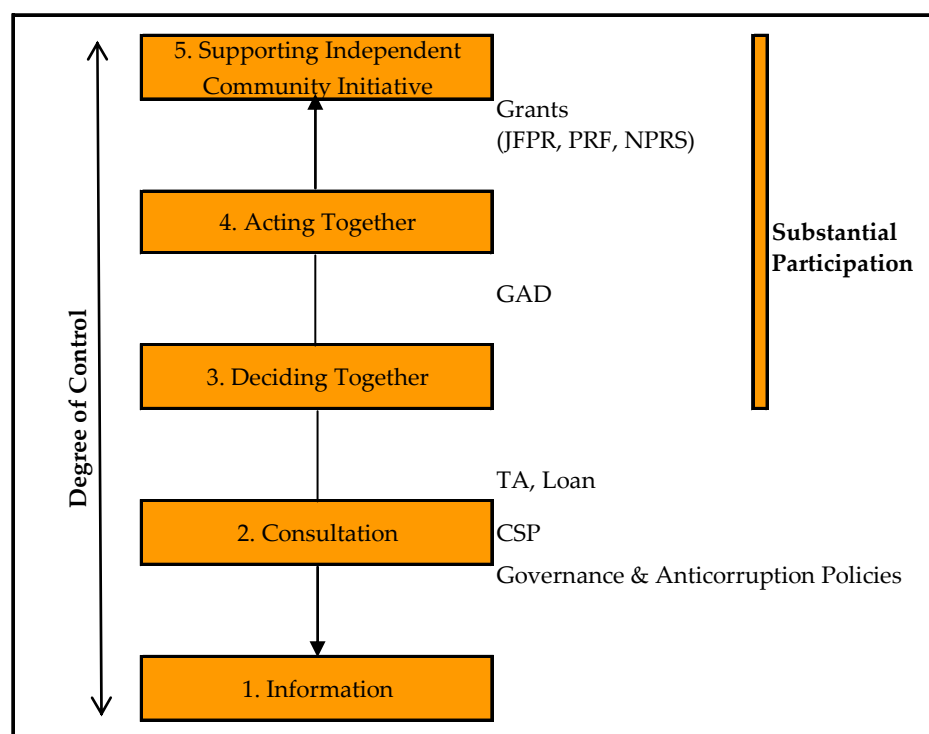 5. Supporting Independent
Community Initiative
Grants
(JFPR, PRF, NPRS)
4. Acting Together
Substantial
Participation
GAD
Degree of Control
3. Deciding Together
TA, Loan
2. Consultation
CSP
Governance & Anticorruption Policies
1. Information